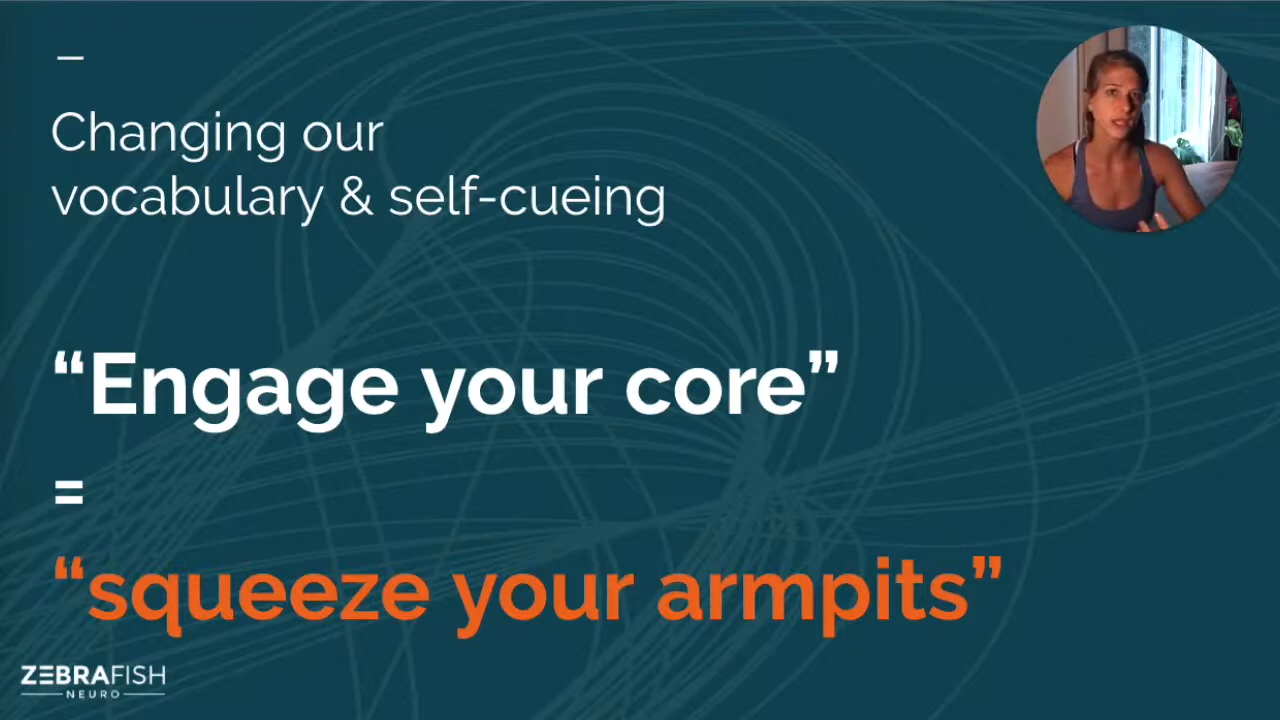 Changing our
vocabulary & self-cueing
“Engage your core”
=
“squeeze your armpits”
ZEBRAFISH
NEURO